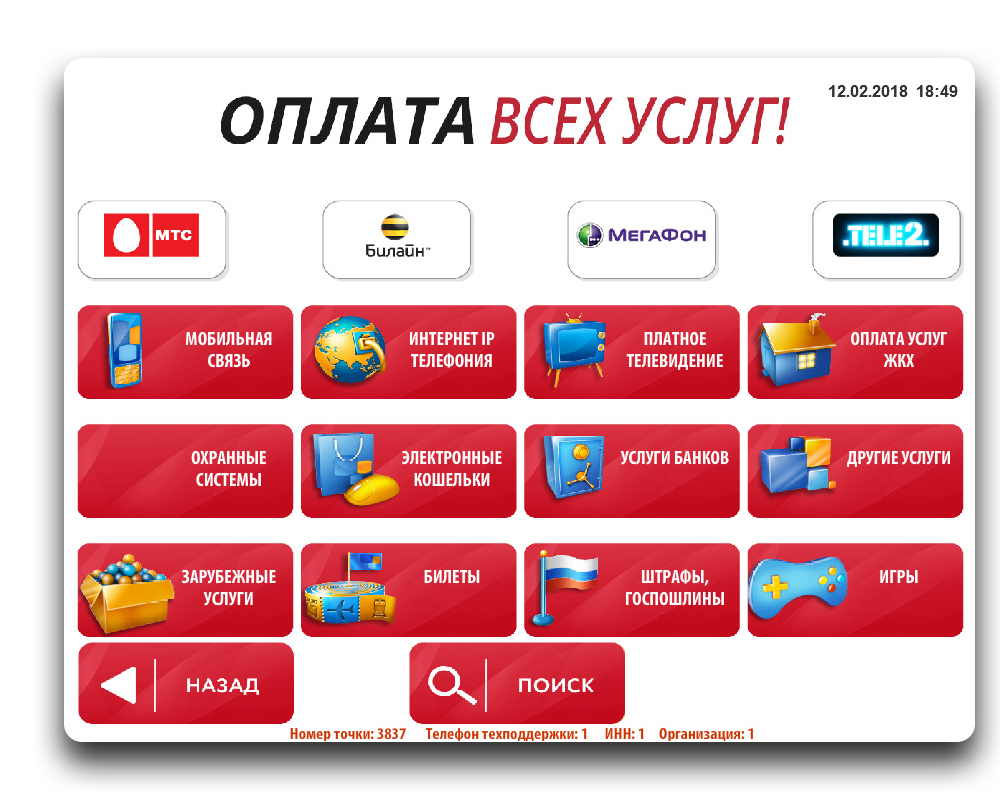 12.02.2018 18:49
ОПЛАТА ВСЕХ УСЛУГ!
МТС
Билайн™
МегаФон
.TELE2.
МОБИЛЬНАЯ
СВЯЗЬ
ИНТЕРНЕТ IP
ТЕЛЕФОНИЯ
ПЛАТНОЕ
ТЕЛЕВИДЕНИЕ
ОПЛАТА УСЛУГ
ЖКХ
ОХРАННЫЕ
СИСТЕМЫ
ЭЛЕКТРОННЫЕ
КОШЕЛЬКИ
УСЛУГИ БАНКОВ
ДРУГИЕ УСЛУГИ
ЗАРУБЕЖНЫЕ
УСЛУГИ
БИЛЕТЫ
ШТРАФЫ,
ГОСПОШЛИНЫ
ИГРЫ
НАЗАД
ПОИСК
Номер точки: 3837 Телефон техподдержки: 1 ИНН: 1 Организация: 1